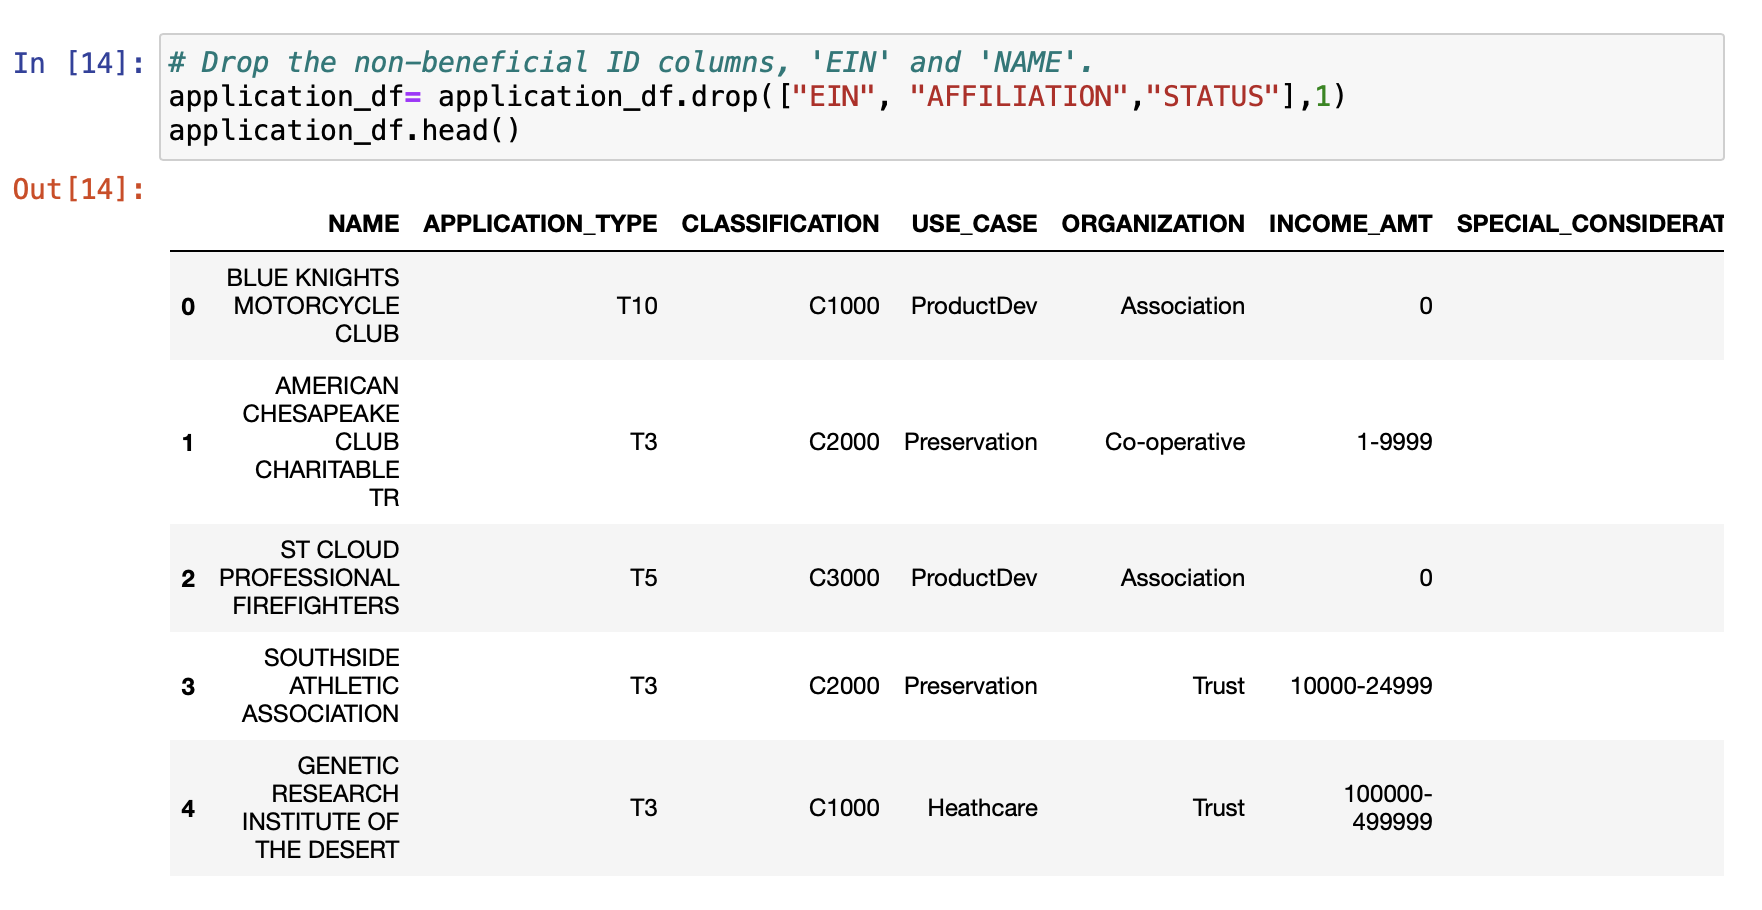 In [14]: # Drop the non-beneficial ID columns, 'EIN' and 'NAME'.
application_df= application_df.drop(["EIN", "AFFILIATION","STATUS"],1)
application_df.head()
Out[14]:
NAME APPLICATION_TYPE CLASSIFICATION USE_CASE ORGANIZATION INCOME_AMT SPECIAL_CONSIDERAT
BLUE KNIGHTS
0 MOTORCYCLE T10 C1000 ProductDev Association 0
CLUB
AMERICAN
CHESAPEAKE
1 CLUB T3 C2000 Preservation Co-operative 1-9999
CHARITABLE
TR
ST CLOUD
2 PROFESSIONAL T5 C3000 ProductDev Association 0
FIREFIGHTERS
SOUTHSIDE
3 ATHLETIC T3 C2000 Preservation Trust 10000-24999
ASSOCIATION
GENETIC
RESEARCH 100000-
4 T3 C1000 Heathcare Trust
INSTITUTE OF 499999
THE DESERT